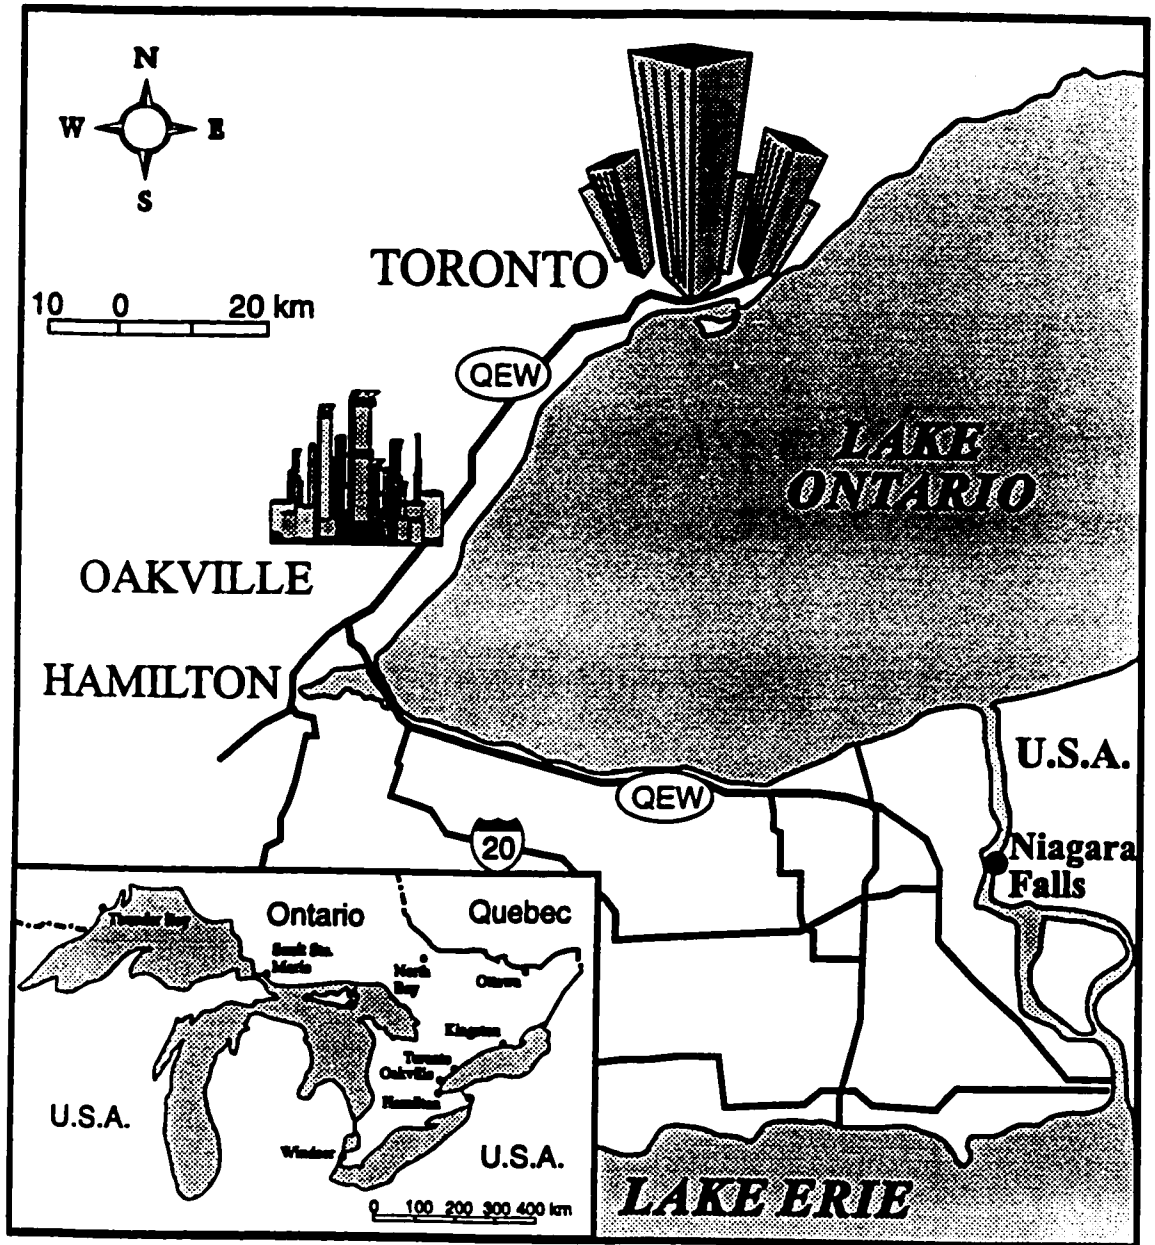 N
W E
S
TORONTO
10 0 20 km
QEW
LAKE
ONTARIO
OAKVILLE
HAMILTON
U.S.A.
QEW
20
Niagara
Falls
Ontario
Quebec
Thunder Bay
Sault Ste.
Marie
North
Bay
Ottawa
Kingston
Toronto
Oakville
Hamilton
U.S.A.
Windsor
U.S.A.
0 100 200 300 400 km
LAKE ERIE